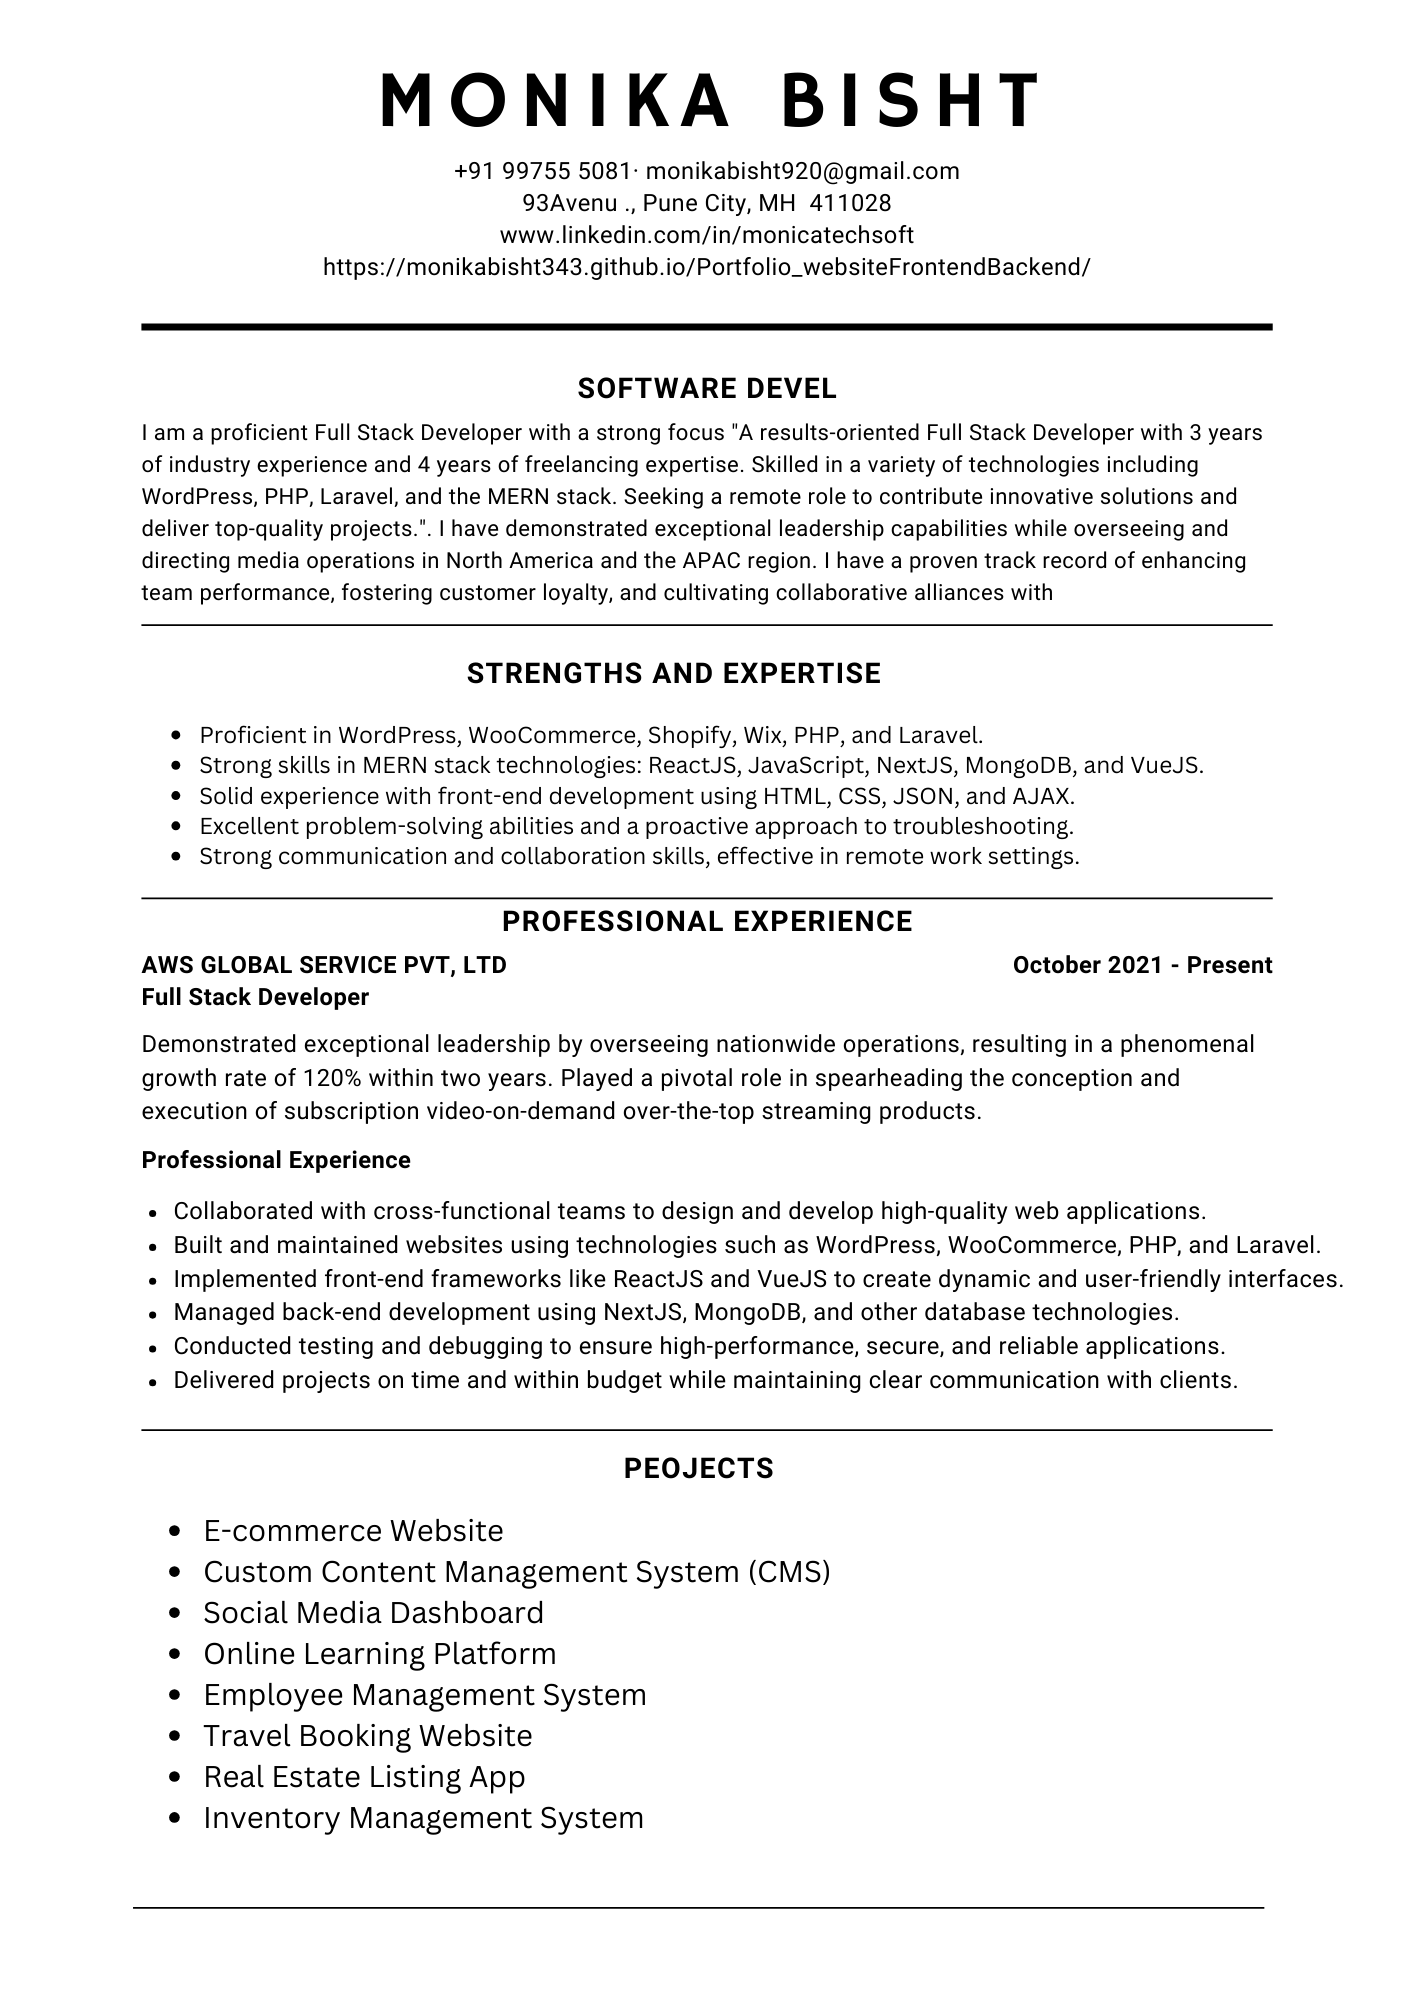 MONIKA BISHT
+91 99755 5081· monikabisht920@gmail.com
93Avenu ., Pune City, MH  411028
www.linkedin.com/in/monicatechsoft
https://monikabisht343.github.io/Portfolio_websiteFrontendBackend/
SOFTWARE DEVEL
I am a proficient Full Stack Developer with a strong focus "A results-oriented Full Stack Developer with 3 years
of industry experience and 4 years of freelancing expertise. Skilled in a variety of technologies including
WordPress, PHP, Laravel, and the MERN stack. Seeking a remote role to contribute innovative solutions and
deliver top-quality projects.". I have demonstrated exceptional leadership capabilities while overseeing and
directing media operations in North America and the APAC region. I have a proven track record of enhancing
team performance, fostering customer loyalty, and cultivating collaborative alliances with
STRENGTHS AND EXPERTISE
• Proficient in WordPress, WooCommerce, Shopify, Wix, PHP, and Laravel.
• Strong skills in MERN stack technologies: ReactJS, JavaScript, NextJS, MongoDB, and VueJS.
• Solid experience with front-end development using HTML, CSS, JSON, and AJAX.
• Excellent problem-solving abilities and a proactive approach to troubleshooting.
• Strong communication and collaboration skills, effective in remote work settings.
PROFESSIONAL EXPERIENCE
AWS GLOBAL SERVICE PVT, LTD October 2021 - Present
Full Stack Developer
Demonstrated exceptional leadership by overseeing nationwide operations, resulting in a phenomenal
growth rate of 120% within two years. Played a pivotal role in spearheading the conception and
execution of subscription video-on-demand over-the-top streaming products.
Professional Experience
• Collaborated with cross-functional teams to design and develop high-quality web applications.
• Built and maintained websites using technologies such as WordPress, WooCommerce, PHP, and Laravel.
• Implemented front-end frameworks like ReactJS and VueJS to create dynamic and user-friendly interfaces.
• Managed back-end development using NextJS, MongoDB, and other database technologies.
• Conducted testing and debugging to ensure high-performance, secure, and reliable applications.
• Delivered projects on time and within budget while maintaining clear communication with clients.
PEOJECTS
• E-commerce Website
• Custom Content Management System (CMS)
• Social Media Dashboard
• Online Learning Platform
• Employee Management System
• Travel Booking Website
• Real Estate Listing App
• Inventory Management System